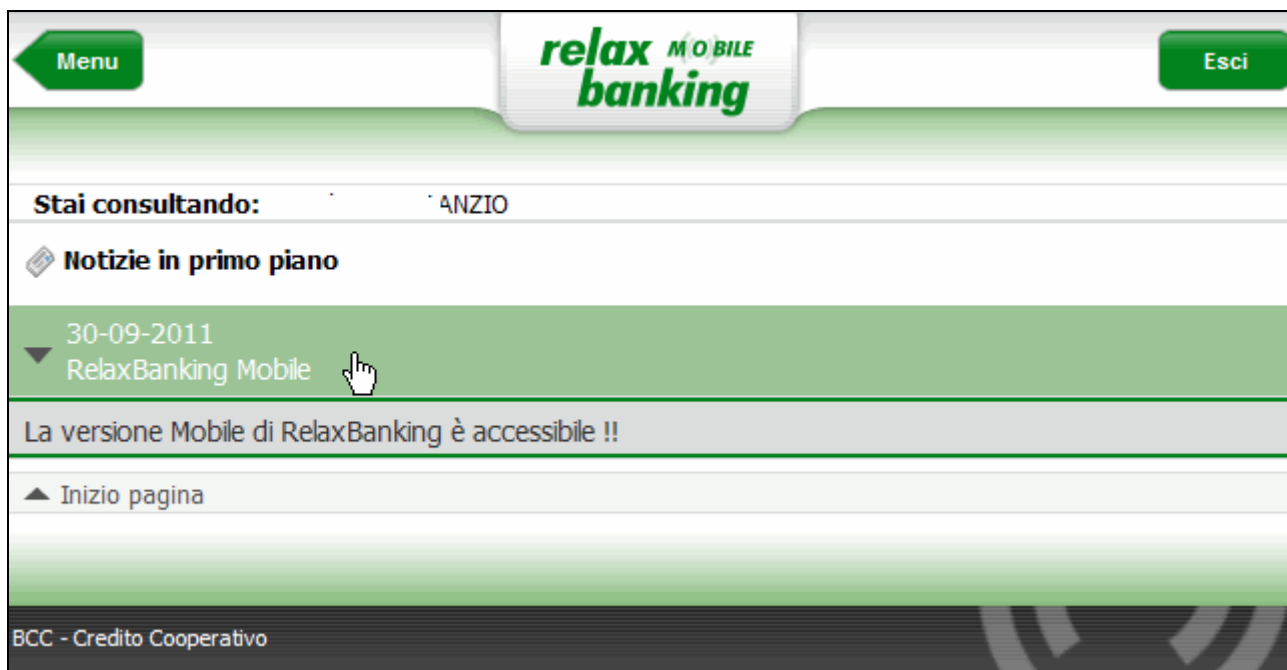 Menu
relax MOBILE
banking
Esci
Stai consultando: ANZIO
Notizie in primo piano
30-09-2011
RelaxBanking Mobile
La versione Mobile di RelaxBanking è accessibile !!
Inizio pagina
BCC - Credito Cooperativo